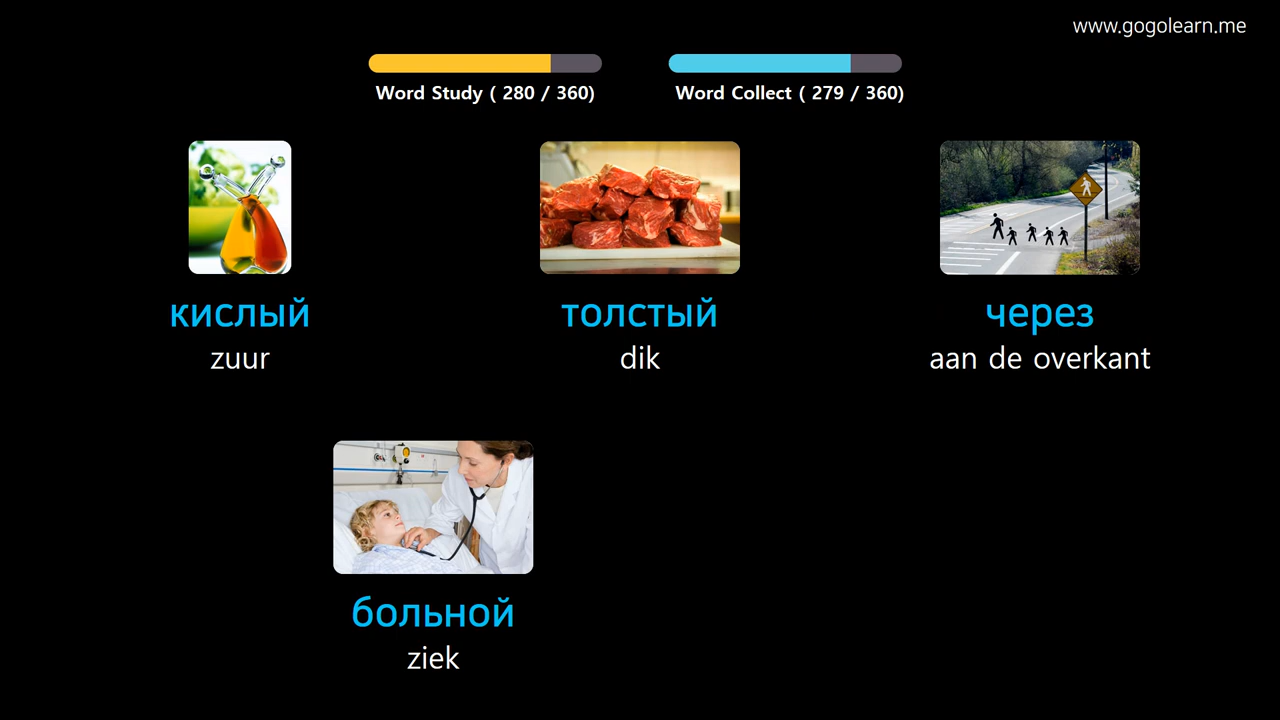 www.gogolearn.me
Word Study ( 280 / 360)
Word Collect ( 279 / 360)
кислый
zuur
толстый
dik
через
aan de overkant
больной
ziek